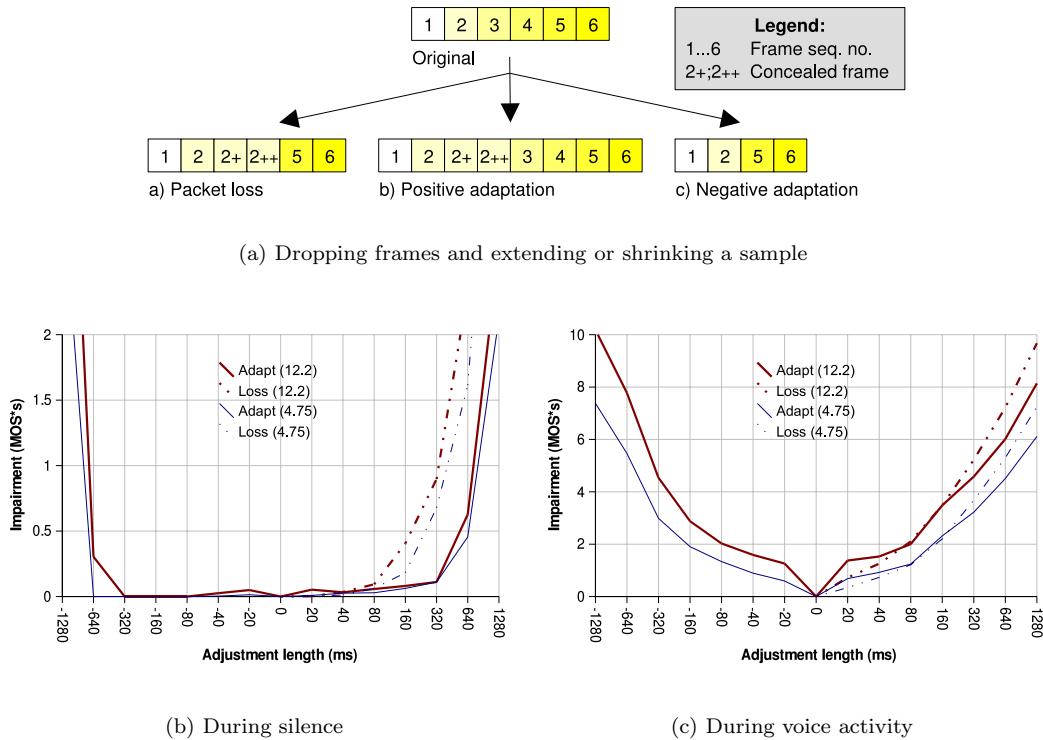 1 2 3 4 5 6
Original
Legend:
1...6 Frame seq. no.
2+;2++ Concealed frame
1 2 2+ 2++ 5 6
a) Packet loss
1 2 2+ 2++ 3 4 5 6
b) Positive adaptation
1 2 5 6
c) Negative adaptation
(a) Dropping frames and extending or shrinking a sample
Impairment (MOS*s)
2
1.5
1
0.5
0
Adapt (12.2)
Loss (12.2)
Adapt (4.75)
Loss (4.75)
-1280 -640 -320 -160 -80 -40 -20 0 20 40 80 160 320 640 1280
Adjustment length (ms)
(b) During silence
Impairment (MOS*s)
10
8
6
4
2
0
Adapt (12.2)
Loss (12.2)
Adapt (4.75)
Loss (4.75)
-1280 -640 -320 -160 -80 -40 -20 0 20 40 80 160 320 640 1280
Adjustment length (ms)
(c) During voice activity